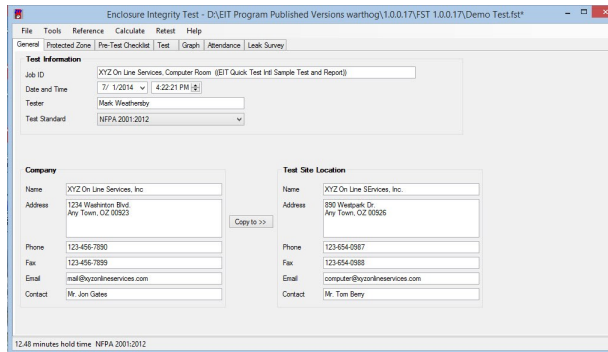 Enclosure Integrity Test - D:\EIT Program Published Versions warthog\1.0.0.17\FST 1.0.0.17\Demo Test.fst*
File Tools Reference Calculate Retest Help
General Protected Zone Pre-Test Checklist Test Graph Attendance Leak Survey
Test Information
Job ID XYZ On Line Services, Computer Room ((EIT Quick Test Intl Sample Test and Report))
Date and Time 7/ 1/2014 4:22:21 PM
Tester Mark Weathersby
Test Standard NFPA 2001:2012
Company
Name XYZ On Line Services, Inc
Address 1234 Washinton Blvd.
Any Town, OZ 00923
Phone 123-456-7890
Fax 123-456-7899
Email mail@xyzonlineservices.com
Contact Mr. Jon Gates
Copy to >>
Test Site Location
Name XYZ On Line SErvices, Inc.
Address 890 Westpark Dr.
Any Town, OZ 00926
Phone 123-654-0987
Fax 123-654-0988
Email computer@xyzonlineservices.com
Contact Mr. Tom Berry
12.48 minutes hold time NFPA 2001:2012